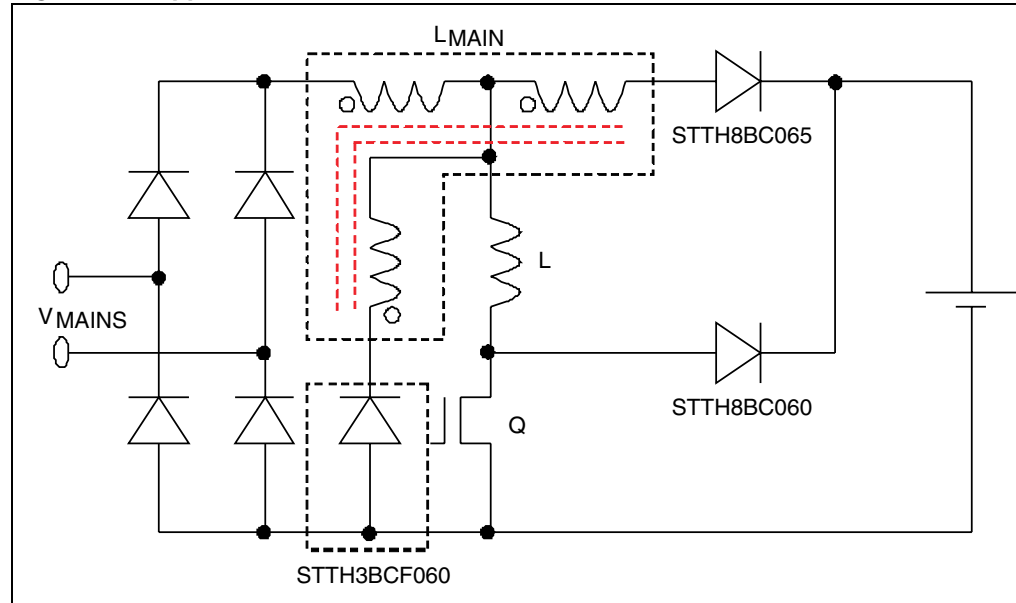 LMAIN
STTH8BC065
L
VMAINS
STTH8BC060
Q
STTH3BCF060